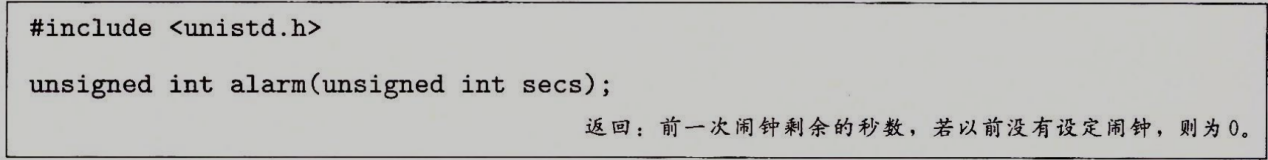 #include <unistd.h>
unsigned int alarm(unsigned int secs);
返回：前一次闹钟剩余的秒数，若以前没有设定闹钟，则为0。